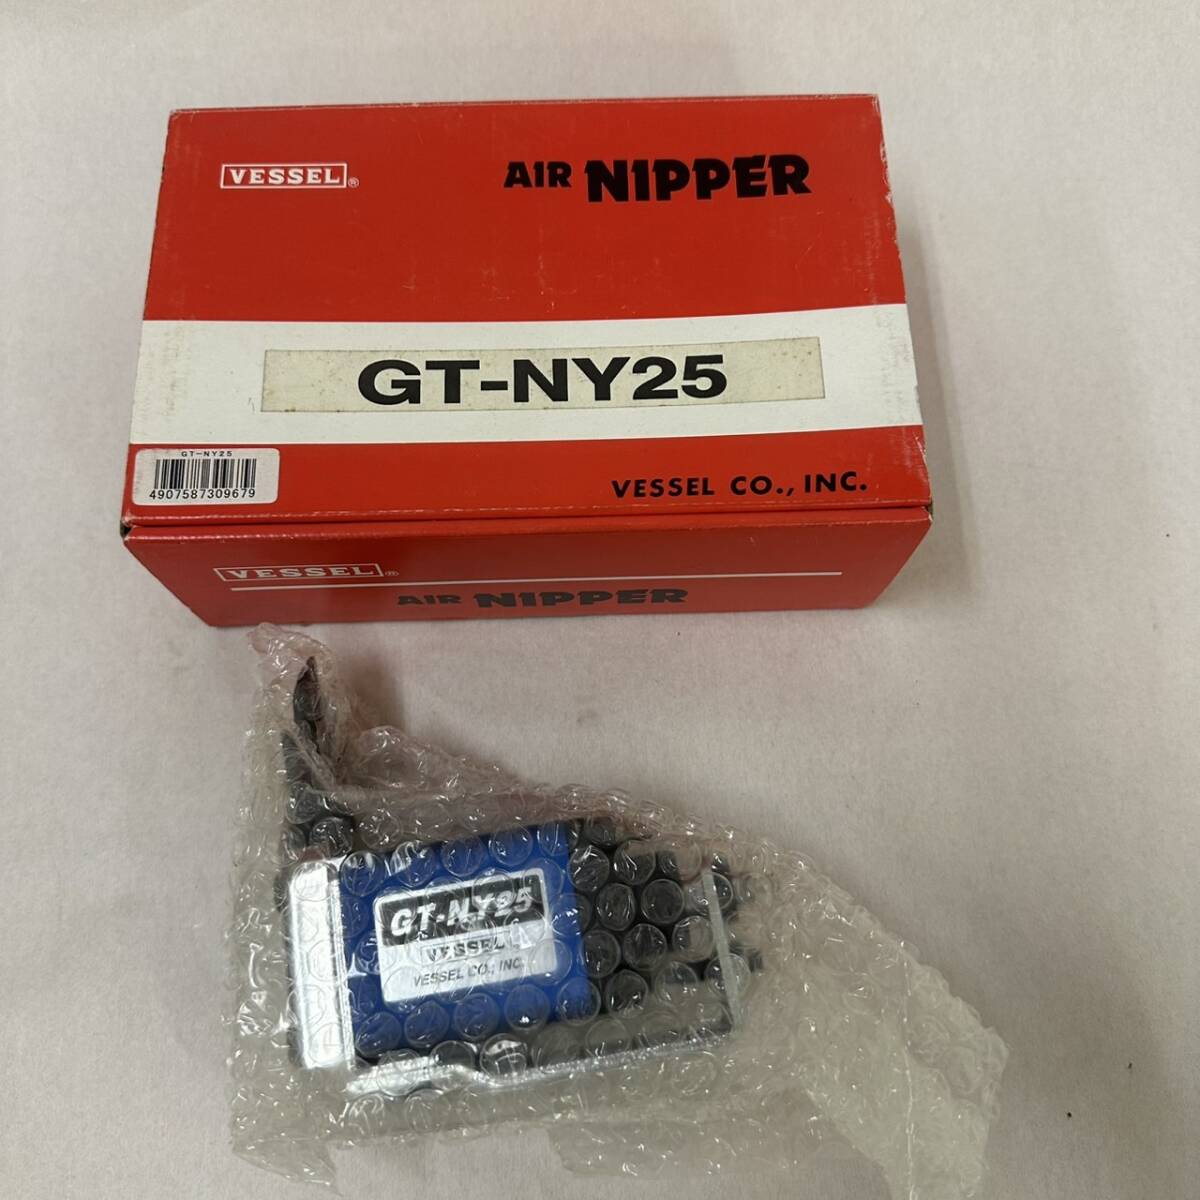 VESSEL®
AIR NIPPER
GT-NY25
GT-NY25
4907587309679
VESSEL CO., INC.
VESSEL®
AIR NIPPER
GT-NY25
VESSEL
VESSEL CO., INC.